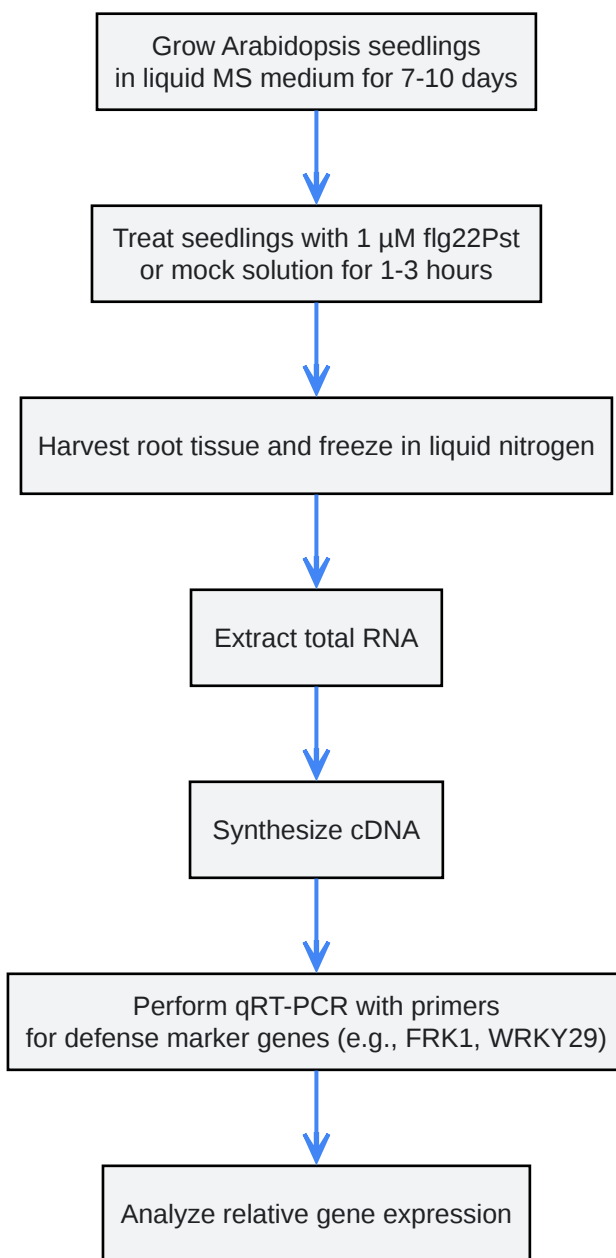 Grow Arabidopsis seedlings
in liquid MS medium for 7-10 days
Treat seedlings with 1 µM flg22Pst
or mock solution for 1-3 hours
Harvest root tissue and freeze in liquid nitrogen
Extract total RNA
Synthesize cDNA
Perform qRT-PCR with primers
for defense marker genes (e.g., FRK1, WRKY29)
Analyze relative gene expression